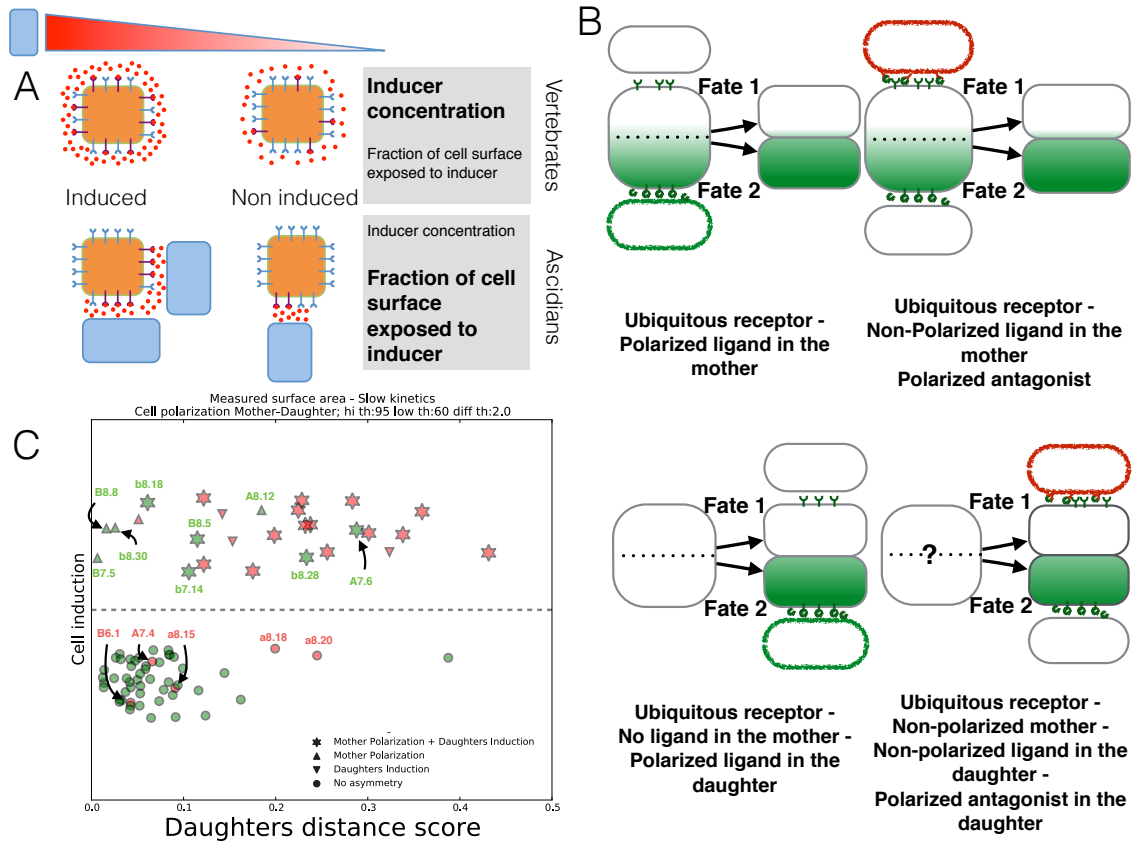 A
Inducer
concentration
Fraction of cell surface
exposed to inducer
Vertebrates
Induced
Non induced
Inducer concentration
Fraction of cell
surface
exposed to
inducer
Ascidians
B
Fate 1
Fate 2
Ubiquitous receptor -
Polarized ligand in the
mother
Fate 1
Fate 2
Ubiquitous receptor -
Non-Polarized ligand in the
mother
Polarized antagonist
Fate 1
Fate 2
Ubiquitous receptor -
No ligand in the mother -
Polarized ligand in the
daughter
?
Fate 1
Fate 2
Ubiquitous receptor -
Non-polarized mother -
Non-polarized ligand in the
daughter -
Polarized antagonist in the
daughter
C
Measured surface area - Slow kinetics
Cell polarization Mother-Daughter; hi th:95 low th:60 diff th:2.0
Cell induction
B8.8
b8.18
A8.12
B8.5
b8.30
B7.5
b7.14
b8.28
A7.6
B6.1
A7.4
a8.15
a8.18
a8.20
Mother Polarization + Daughters Induction
Mother Polarization
Daughters Induction
No asymmetry
0.0
0.1
0.2
0.3
0.4
0.5
Daughters distance score